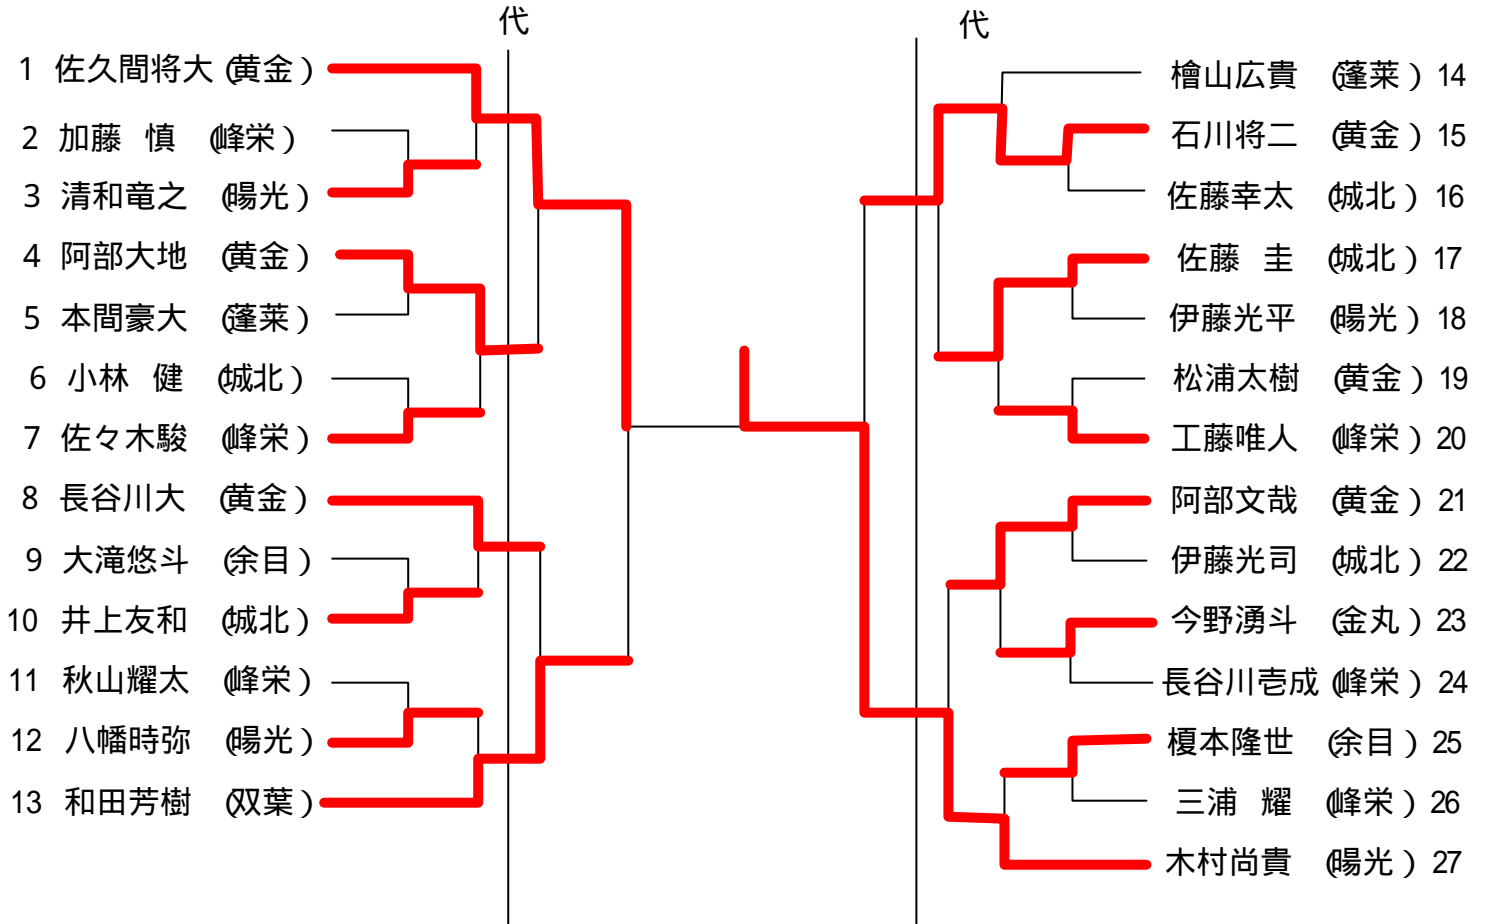 代
1 佐久間将大 (黄金)
2 加藤 慎 (峰栄)
3 清和竜之 (陽光)
4 阿部大地 (黄金)
5 本間豪大 (蓬莱)
6 小林 健 (城北)
7 佐々木駿 (峰栄)
8 長谷川大 (黄金)
9 大滝悠斗 (余目)
10 井上友和 (城北)
11 秋山耀太 (峰栄)
12 八幡時弥 (陽光)
13 和田芳樹 (双葉)
代
檜山広貴 (蓬莱) 14
石川将二 (黄金) 15
佐藤幸太 (城北) 16
佐藤 圭 (城北) 17
伊藤光平 (陽光) 18
松浦太樹 (黄金) 19
工藤唯人 (峰栄) 20
阿部文哉 (黄金) 21
伊藤光司 (城北) 22
今野湧斗 (金丸) 23
長谷川壱成 (峰栄) 24
榎本隆世 (余目) 25
三浦 耀 (峰栄) 26
木村尚貴 (陽光) 27